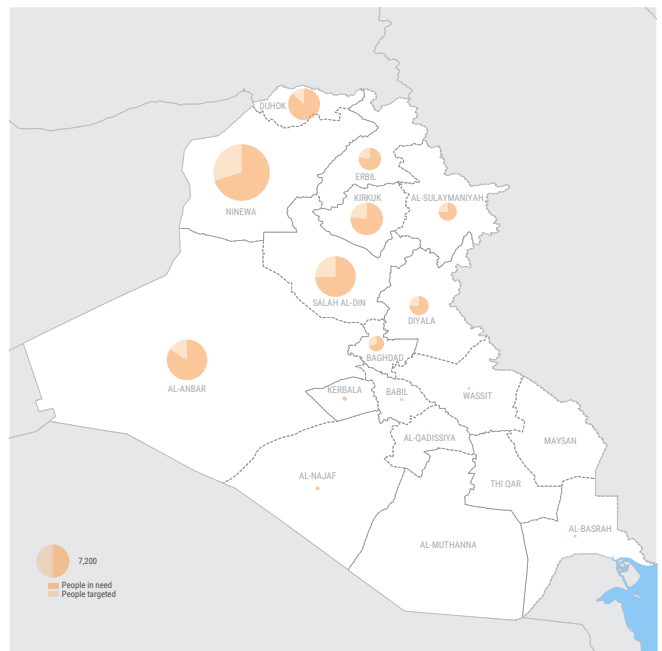 DUHOK
ERBIL
NINEWA
KIRKUK
AL-SULAYMANIYAH
SALAH AL-DIN
DIYALA
BAGHDAD
AL-ANBAR
KERBALA
BABIL
WASSIT
AL-QADISSIYA
MAYSAN
AL-NAJAF
THI QAR
AL-BASRAH
AL-MUTHANNA
7,200
People in need
People targeted